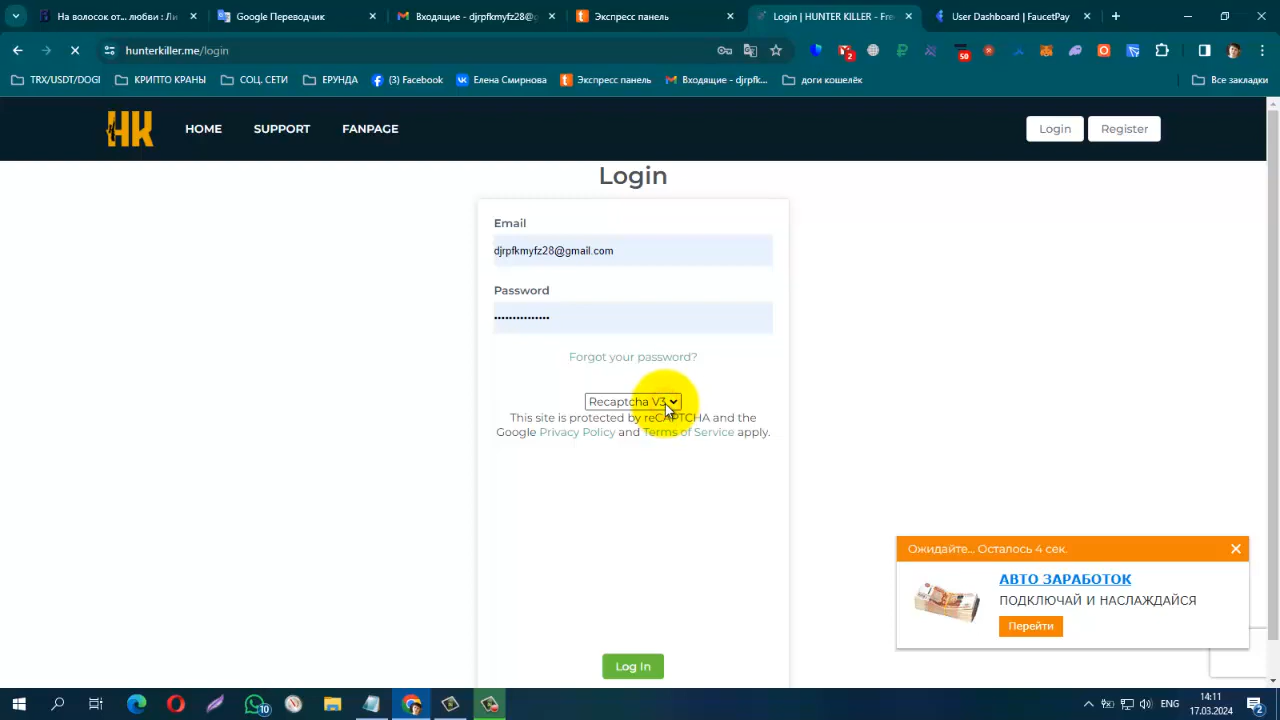 На волосок от...любви : Ли
Google Переводчик
Входящие - djrpfkmyfz28@g
Экспресс панель
Login | HUNTER KILLER - Fre
User Dashboard | FaucetPay
hunterkiller.me/login
2
50
TRX/USDT/DOGI
КРИПТО КРАНЫ
СОЦ. СЕТИ
ЕРУНДА
(3) Facebook
Елена Смирнова
Экспресс панель
Входящие - djrpfk...
доги кошелёк
Все закладки
HK
HOME
SUPPORT
FANPAGE
Login
Register
Login
Email
djrpfkmyfz28@gmail.com
Password
•••••••••••••••
Forgot your password?
Recaptcha V3
This site is protected by reCAPTCHA and the
Google Privacy Policy and Terms of Service apply.
Ожидайте... Осталось 4 сек.
АВТО ЗАРАБОТОК
ПОДКЛЮЧАЙ И НАСЛАЖДАЙСЯ
Перейти
Log In
10
ENG
14:11
17.03.2024
2